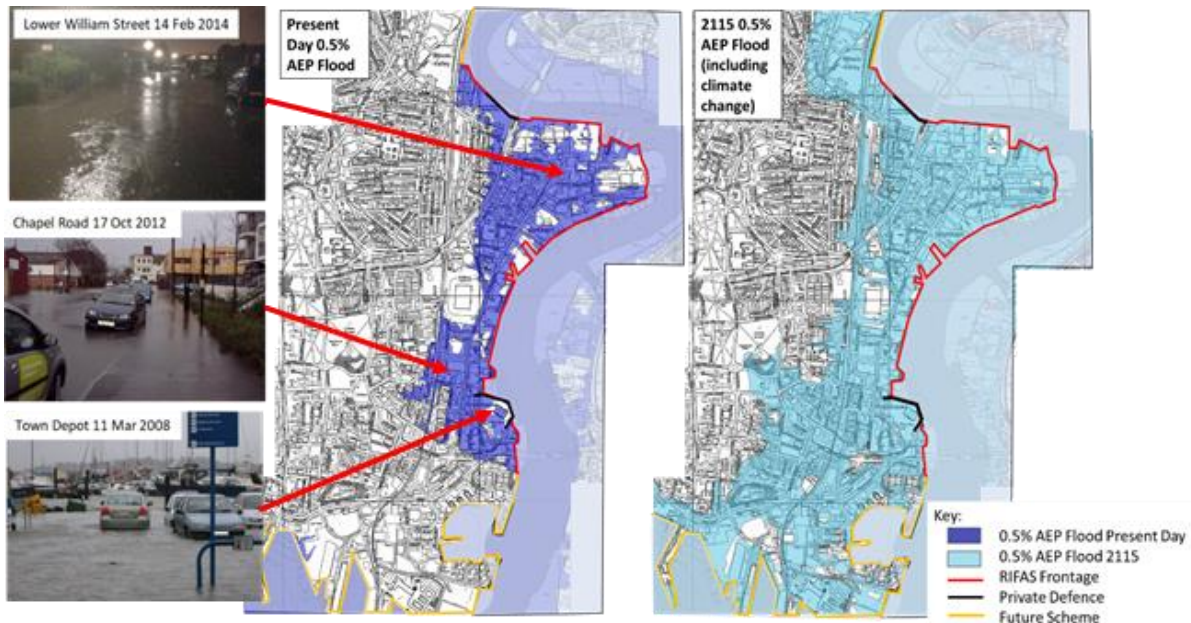 Lower William Street 14 Feb 2014
Chapel Road 17 Oct 2012
Town Depot 11 Mar 2008
Present
Day 0.5%
AEP Flood
2115 0.5%
AEP Flood
(including
climate
change)
Key:
0.5% AEP Flood Present Day
0.5% AEP Flood 2115
RIFAS Frontage
Private Defence
Future Scheme